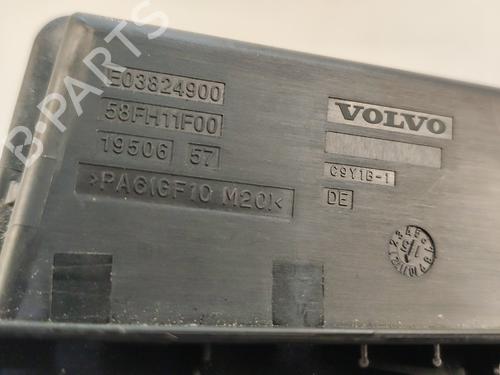 E03824900
58FH11F00
19506 57
>PA6(GF10 M20)<
VOLVO
C9Y1B-1
DE
B-PARTS